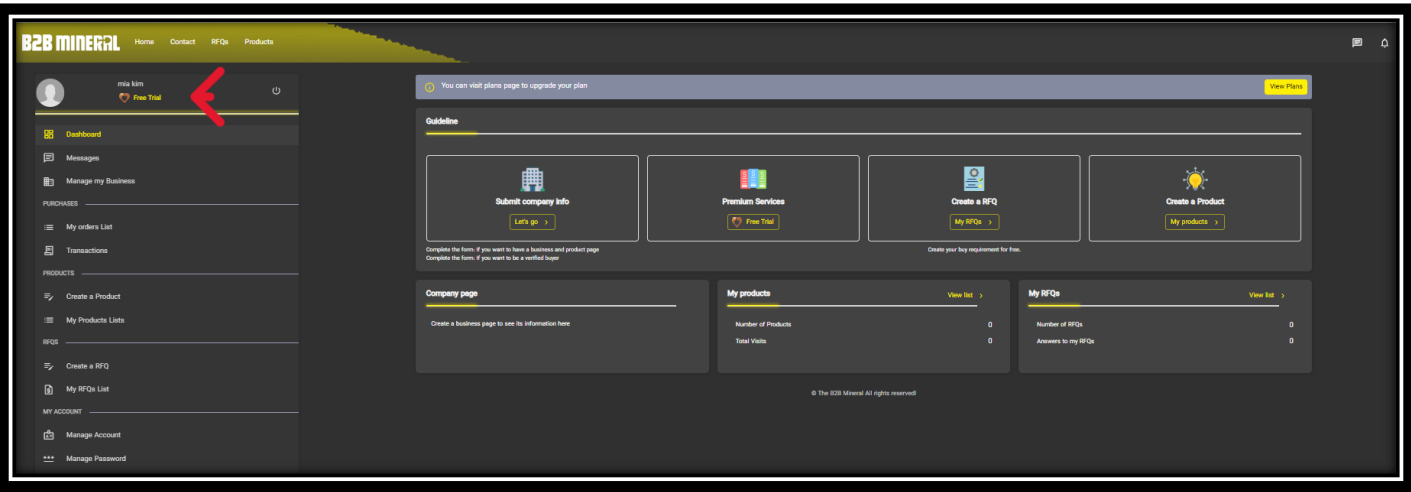 B2B MINERAL Home Contact RFQs Products
mia kim
Free Trial
Dashboard
Messages
Manage my Business
PURCHASES
My orders List
Transactions
PRODUCTS
Create a Product
My Products Lists
RFQS
Create a RFQ
My RFQs List
MY ACCOUNT
Manage Account
Manage Password
You can visit plans page to upgrade your plan View Plans
Guideline
Submit company info
Let's go >
Complete the form: if you want to have a business and product page
Complete the form: if you want to be a verified buyer
Premium Services
Free Trial
Create a RFQ
My RFQs >
Create your buy requirement for free.
Create a Product
My products >
Company page
Create a business page to see its information here
My products View list >
Number of Products 0
Total Visits 0
My RFQs View list >
Number of RFQs 0
Answers to my RFQs 0
© The B2B Mineral All rights reserved!